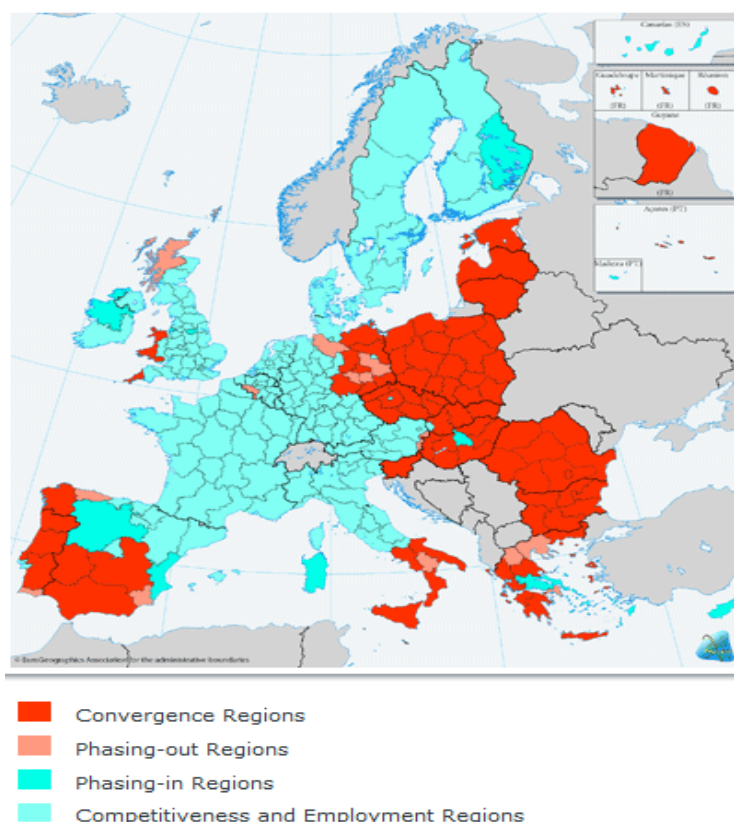 Canarias (ES)
Guadeloupe Martinique Réunion
(FR) (FR) (FR)
Guyane
(FR)
Açores (PT)
Madeira (PT)
© EuroGeographics Association for the administrative boundaries
Convergence Regions
Phasing-out Regions
Phasing-in Regions
Competitiveness and Employment Regions